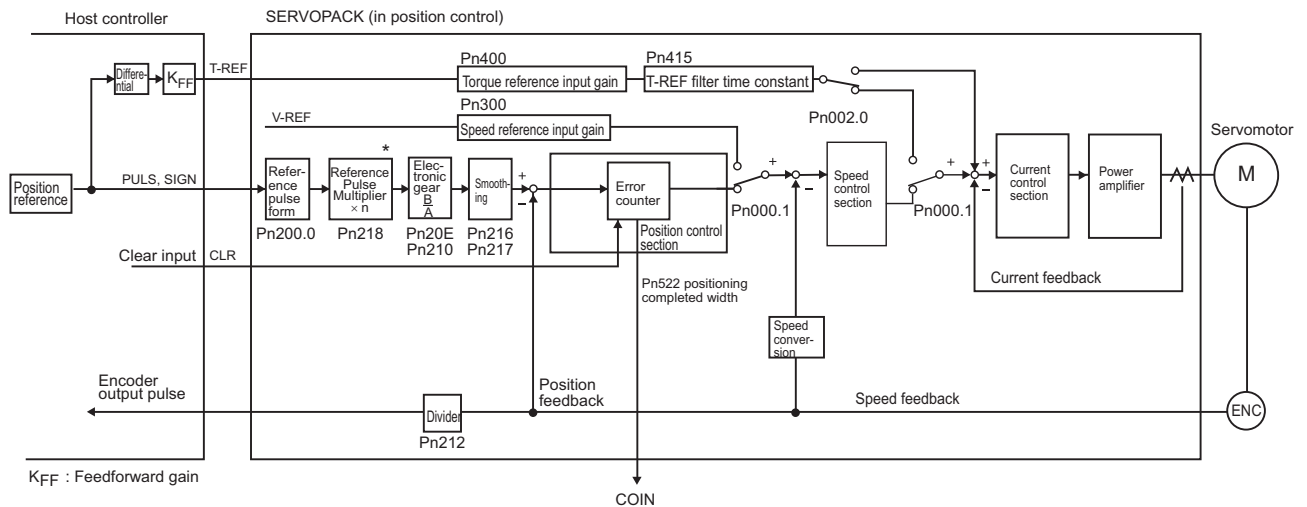 Host controller
SERVOPACK (in position control)
Differe-
ntial
KFF
T-REF
Pn400
Torque reference input gain
Pn415
T-REF filter time constant
Pn002.0
V-REF
Pn300
Speed reference input gain
Position
reference
PULS, SIGN
Refer-
ence
pulse
form
Pn200.0
*
Reference
Pulse
Multiplier
× n
Pn218
Elec-
tronic
gear
B
A
Pn20E
Pn210
Smooth-
ing
Pn216
Pn217
+
−
Error
counter
Position control
section
Pn000.1
+
−
Speed
control
section
Pn000.1
+
+
−
Current
control
section
Power
amplifier
Servomotor
M
Clear input
CLR
Pn522 positioning
completed width
Current feedback
Speed
conver-
sion
Encoder
output pulse
Divider
Pn212
Position
feedback
Speed feedback
ENC
KFF : Feedforward gain
COIN